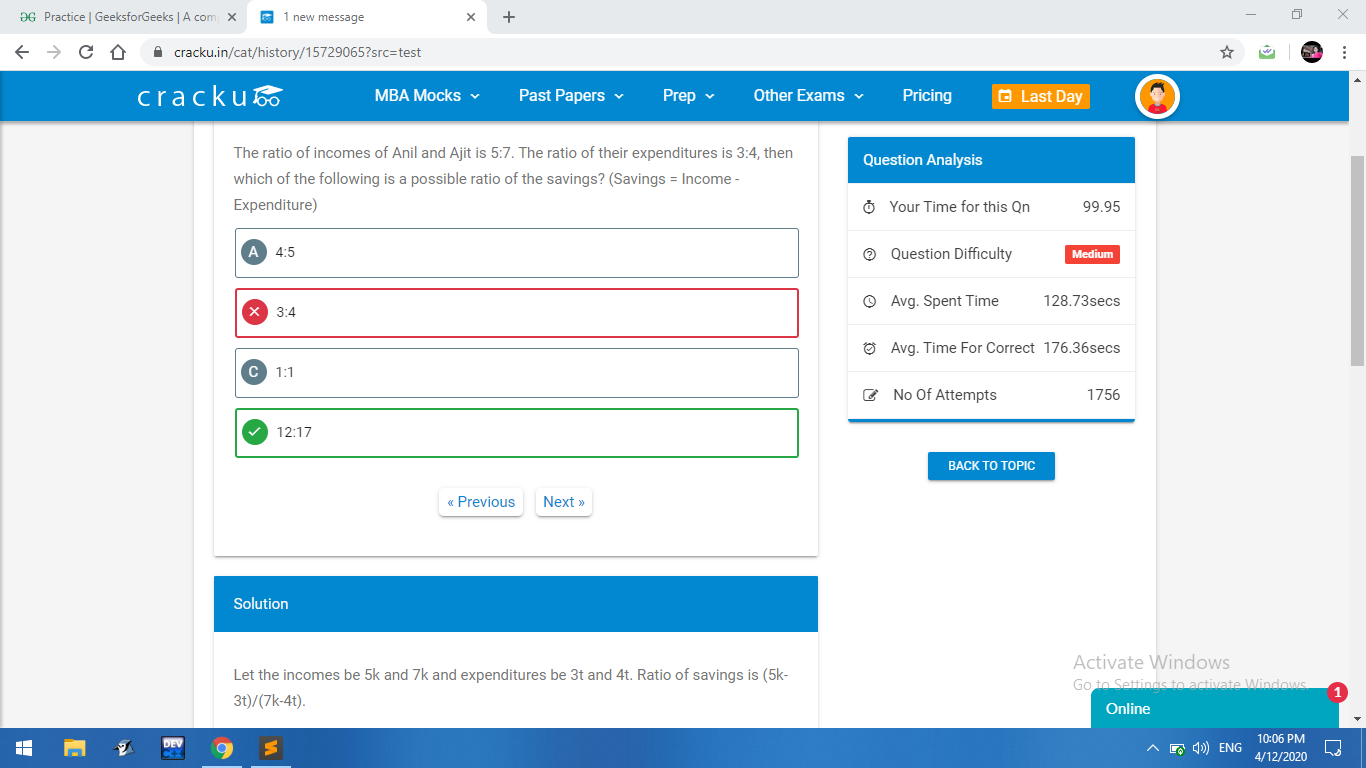 Practice | GeeksforGeeks | A com
1 new message
cracku.in/cat/history/15729065?src=test
cracku
MBA Mocks
Past Papers
Prep
Other Exams
Pricing
Last Day
The ratio of incomes of Anil and Ajit is 5:7. The ratio of their expenditures is 3:4, then
which of the following is a possible ratio of the savings? (Savings = Income -
Expenditure)
A 4:5
3:4
C 1:1
12:17
« Previous
Next »
Question Analysis
Your Time for this Qn 99.95
Question Difficulty Medium
Avg. Spent Time 128.73secs
Avg. Time For Correct 176.36secs
No Of Attempts 1756
BACK TO TOPIC
Solution
Let the incomes be 5k and 7k and expenditures be 3t and 4t. Ratio of savings is (5k-
3t)/(7k-4t).
Activate Windows
Go to Settings to activate Windows.
1
Online
DEV
C++
ENG
10:06 PM
4/12/2020